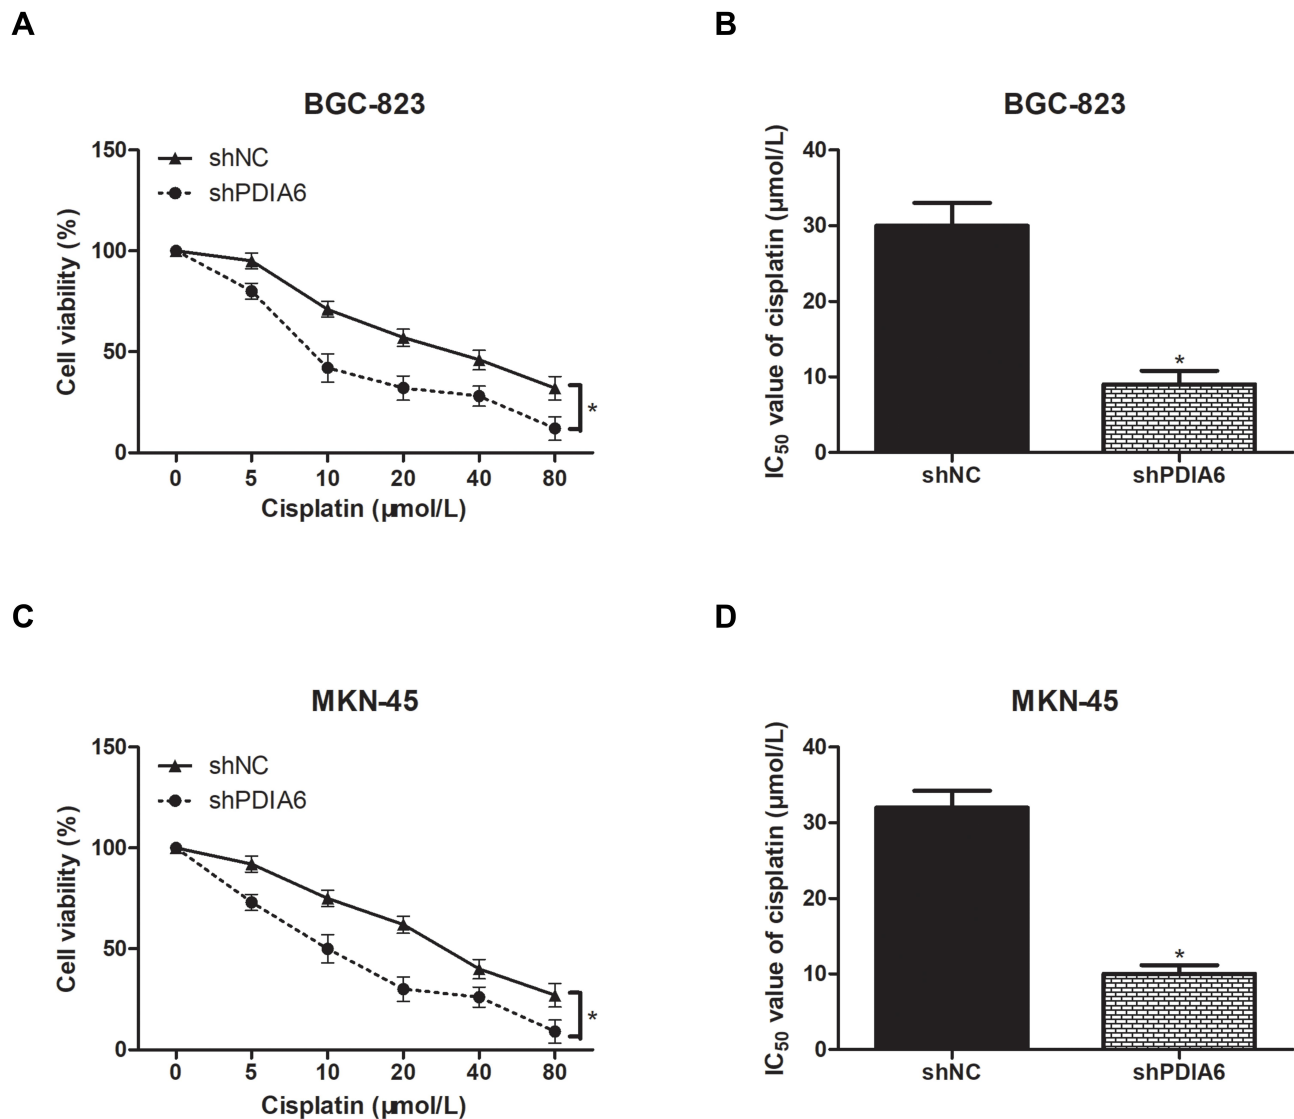 A
BGC-823
150
100
50
0
Cell viability (%)
shNC
shPDIA6
*
0 5 10 20 40 80
Cisplatin (µmol/L)
B
BGC-823
40
30
20
10
0
IC50 value of cisplatin (µmol/L)
*
shNC shPDIA6
C
MKN-45
150
100
50
0
Cell viability (%)
shNC
shPDIA6
*
0 5 10 20 40 80
Cisplatin (µmol/L)
D
MKN-45
40
30
20
10
0
IC50 value of cisplatin (µmol/L)
*
shNC shPDIA6